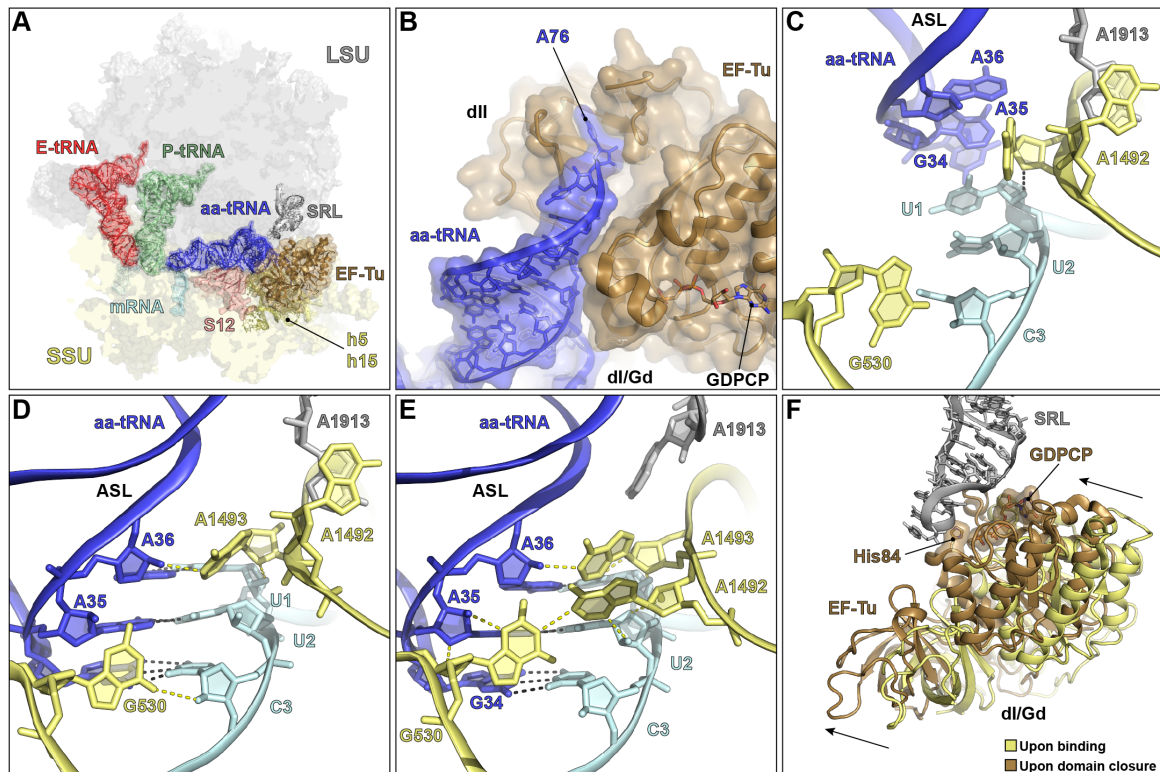 A
LSU
E-tRNA
P-tRNA
aa-tRNA
SRL
EF-Tu
mRNA
S12
h5
h15
SSU
B
A76
EF-Tu
dII
aa-tRNA
dI/Gd
GDPCP
C
ASL
A1913
aa-tRNA
A36
A35
A1492
G34
U1
U2
C3
G530
D
aa-tRNA
A1913
ASL
A1493
A36
A1492
A35
U1
U2
G530
C3
E
aa-tRNA
A1913
ASL
A36
A1493
A1492
A35
U2
G34
C3
G530
F
SRL
GDPCP
His84
EF-Tu
dI/Gd
Upon binding
Upon domain closure